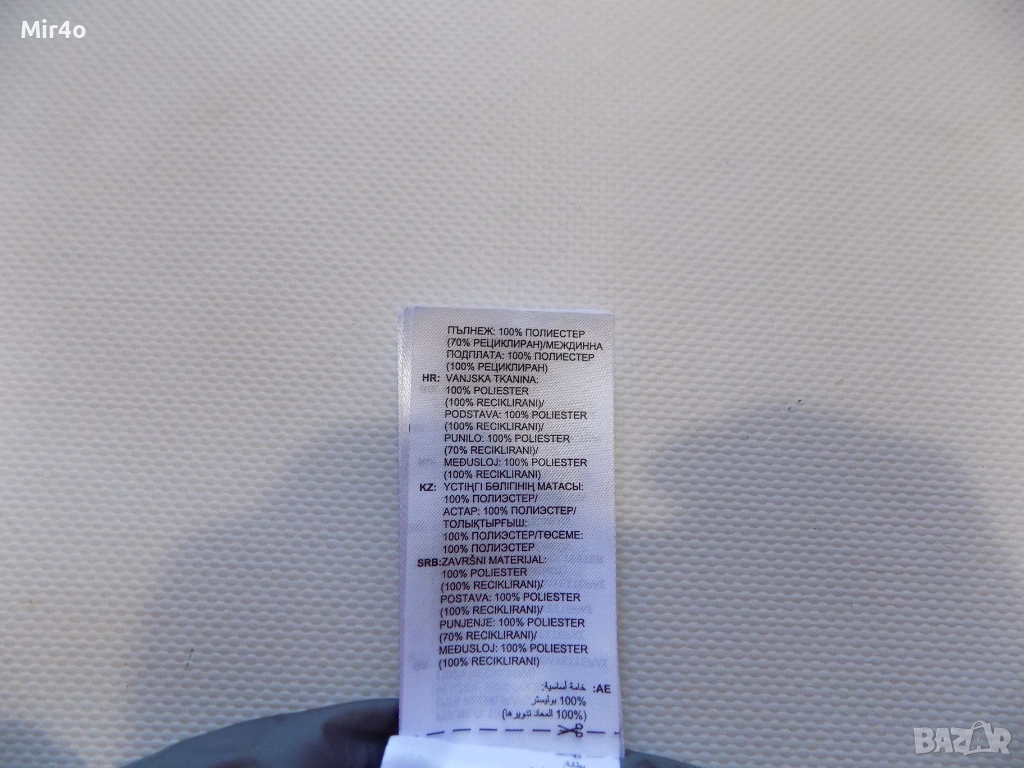 Mir4o
ПЪЛНЕЖ: 100% ПОЛИЕСТЕР
(70% РЕЦИКЛИРАН)/МЕЖДИННА
ПОДПЛАТА: 100% ПОЛИЕСТЕР
(100% РЕЦИКЛИРАН)
HR: VANJSKA TKANINA:
100% POLIESTER
(100% RECIKLIRANI)/
PODSTAVA: 100% POLIESTER
(100% RECIKLIRANI)/
PUNILO: 100% POLIESTER
(70% RECIKLIRANI)/
MEĐUSLOJ: 100% POLIESTER
(100% RECIKLIRANI)
KZ: ҮСТІҢГІ БӨЛІГІНІҢ МАТАСЫ:
100% ПОЛИЭСТЕР/
АСТАР: 100% ПОЛИЭСТЕР/
ТОЛЫҚТЫРҒЫШ:
100% ПОЛИЭСТЕР/ТӨСЕМЕ:
100% ПОЛИЭСТЕР
SRB: ZAVRŠNI MATERIJAL:
100% POLIESTER
(100% RECIKLIRANI)/
POSTAVA: 100% POLIESTER
(100% RECIKLIRANI)/
PUNJENJE: 100% POLIESTER
(70% RECIKLIRANI)/
MEĐUSLOJ: 100% POLIESTER
(100% RECIKLIRANI)
AE: خامة أساسية:
100% بوليستر
(100% المعاد تدويرها)
بطانة:
BAZAR